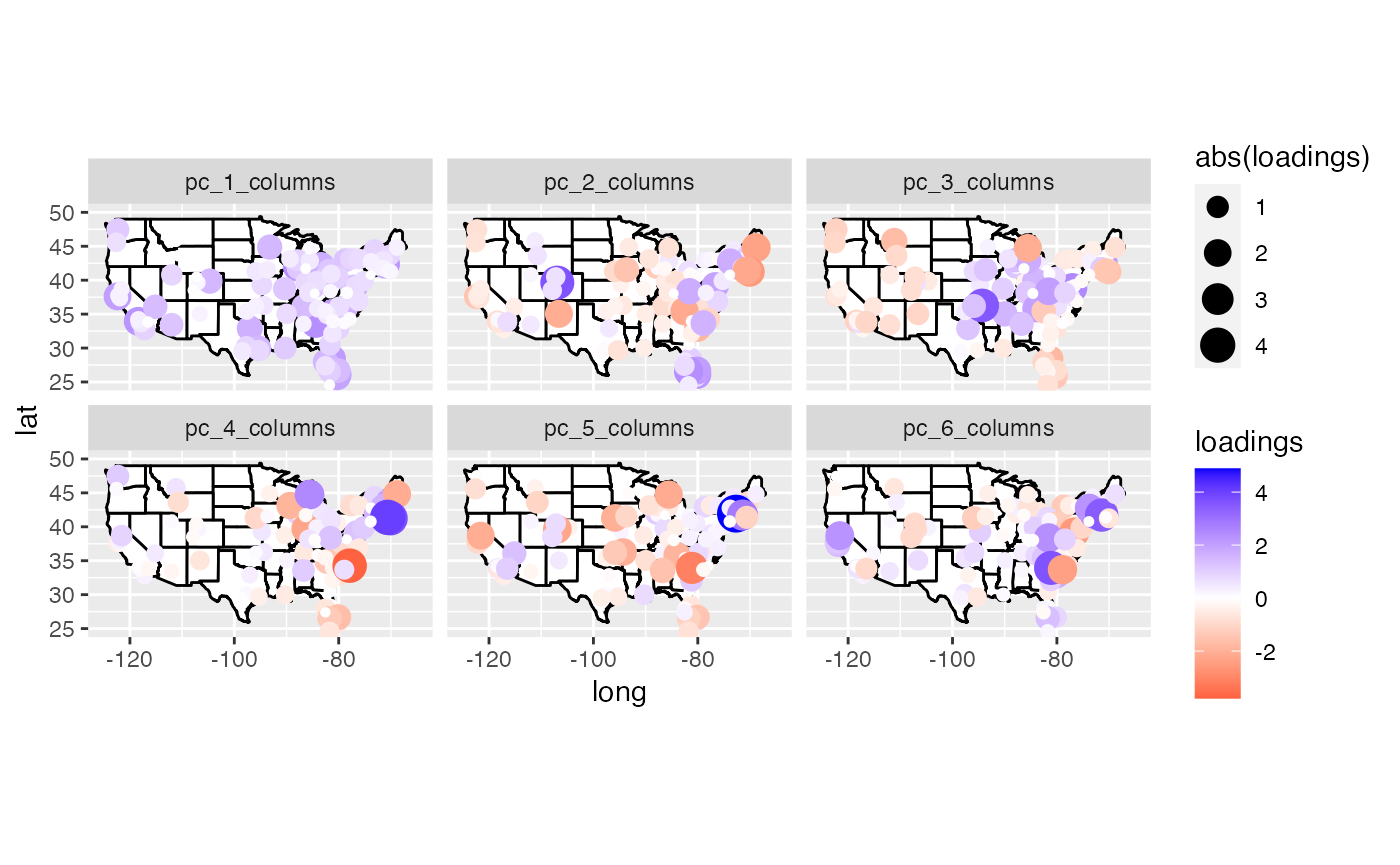 pc_1_columns pc_2_columns pc_3_columns
50
45
40
35
30
25
pc_4_columns pc_5_columns pc_6_columns
50
45
40
35
30
25
-120 -100 -80 -120 -100 -80 -120 -100 -80
long
lat
abs(loadings)
1
2
3
4
loadings
4
2
0
-2